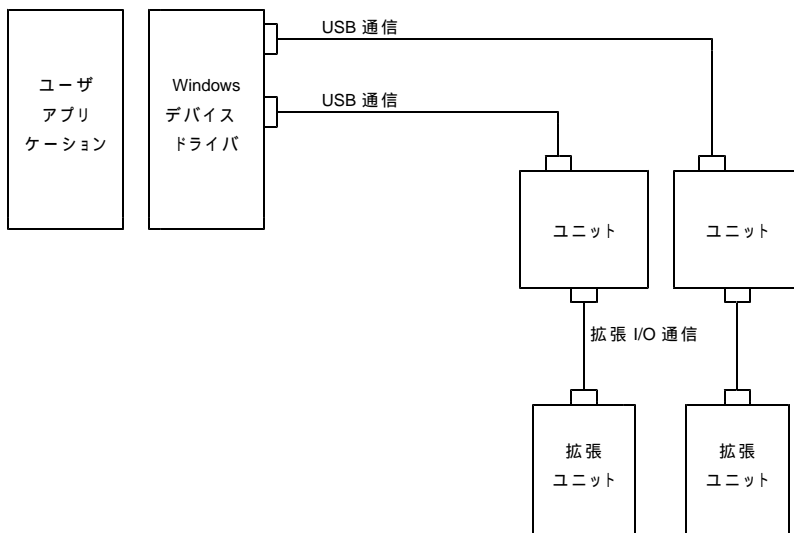 USB 通信
ユーザ
アプリ
ケーション
Windows
デバイス
ドライバ
USB 通信
ユニット
ユニット
拡張 I/O 通信
拡張
ユニット
拡張
ユニット